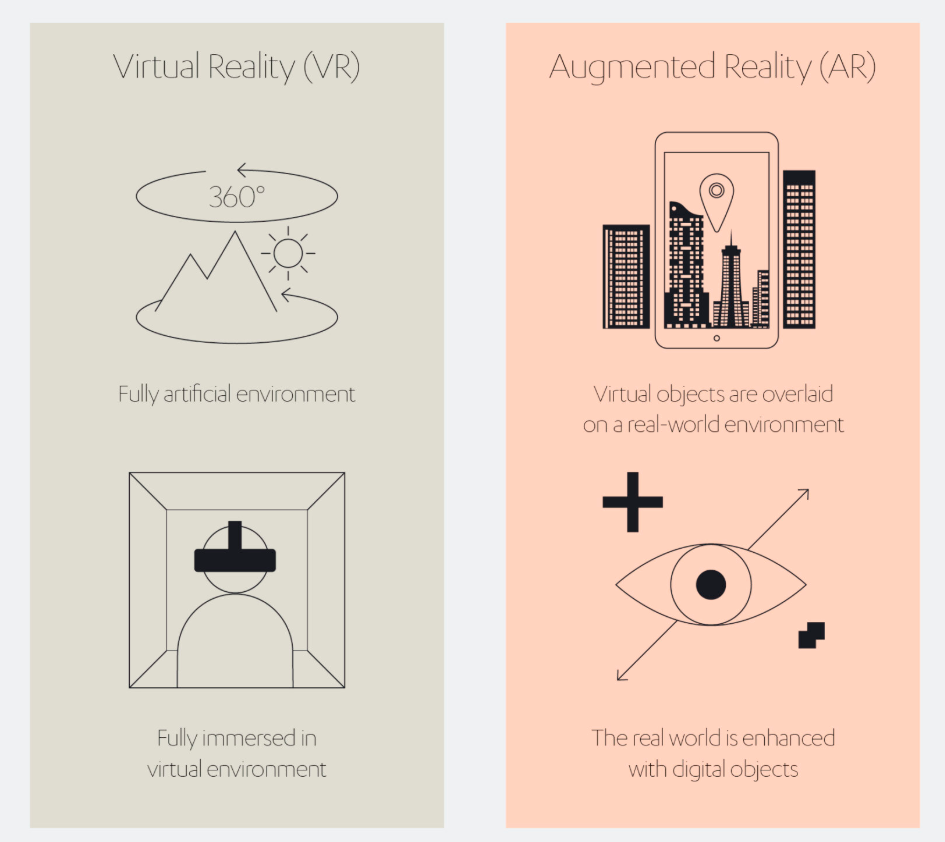 Virtual Reality (VR)
360°
Fully artificial environment
Fully immersed in
virtual environment
Augmented Reality (AR)
Virtual objects are overlaid
on a real-world environment
The real world is enhanced
with digital objects